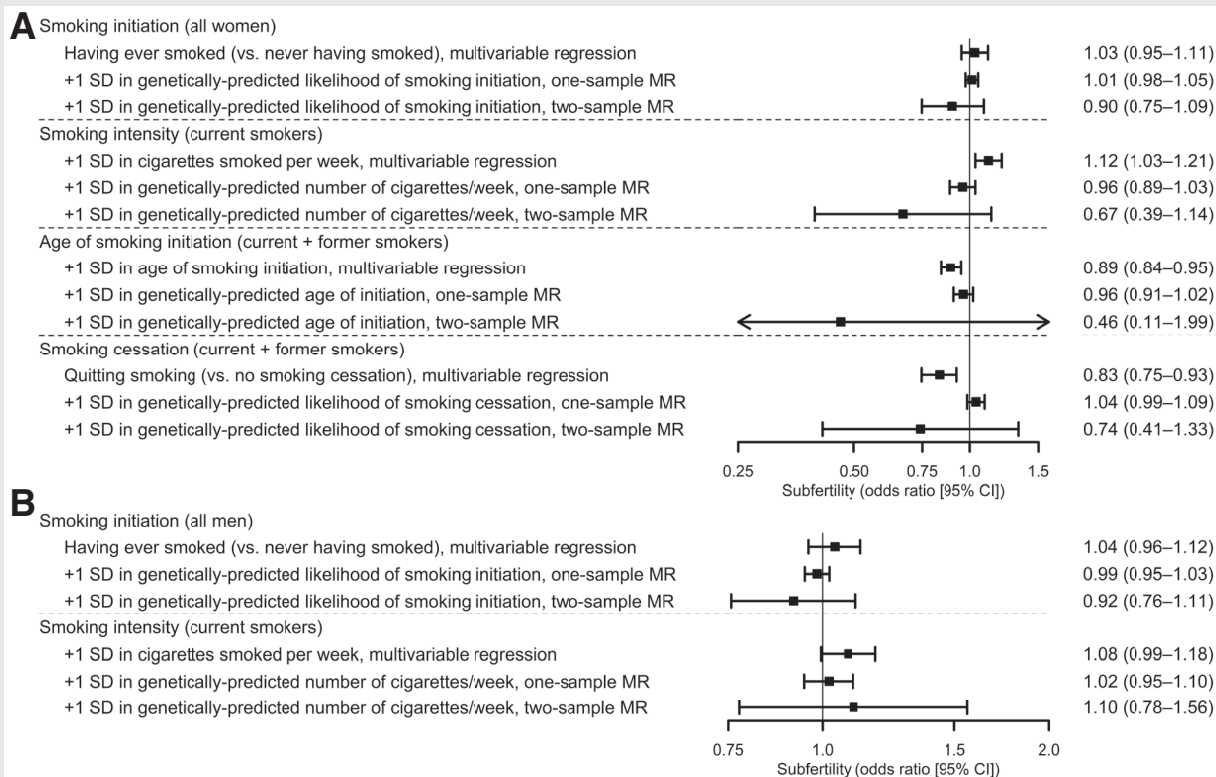 A Smoking initiation (all women)
Having ever smoked (vs. never having smoked), multivariable regression 1.03 (0.95–1.11)
+1 SD in genetically-predicted likelihood of smoking initiation, one-sample MR 1.01 (0.98–1.05)
+1 SD in genetically-predicted likelihood of smoking initiation, two-sample MR 0.90 (0.75–1.09)
Smoking intensity (current smokers)
+1 SD in cigarettes smoked per week, multivariable regression 1.12 (1.03–1.21)
+1 SD in genetically-predicted number of cigarettes/week, one-sample MR 0.96 (0.89–1.03)
+1 SD in genetically-predicted number of cigarettes/week, two-sample MR 0.67 (0.39–1.14)
Age of smoking initiation (current + former smokers)
+1 SD in age of smoking initiation, multivariable regression 0.89 (0.84–0.95)
+1 SD in genetically-predicted age of initiation, one-sample MR 0.96 (0.91–1.02)
+1 SD in genetically-predicted age of initiation, two-sample MR 0.46 (0.11–1.99)
Smoking cessation (current + former smokers)
Quitting smoking (vs. no smoking cessation), multivariable regression 0.83 (0.75–0.93)
+1 SD in genetically-predicted likelihood of smoking cessation, one-sample MR 1.04 (0.99–1.09)
+1 SD in genetically-predicted likelihood of smoking cessation, two-sample MR 0.74 (0.41–1.33)
0.25 0.50 0.75 1.0 1.5
Subfertility (odds ratio [95% CI])
B Smoking initiation (all men)
Having ever smoked (vs. never having smoked), multivariable regression 1.04 (0.96–1.12)
+1 SD in genetically-predicted likelihood of smoking initiation, one-sample MR 0.99 (0.95–1.03)
+1 SD in genetically-predicted likelihood of smoking initiation, two-sample MR 0.92 (0.76–1.11)
Smoking intensity (current smokers)
+1 SD in cigarettes smoked per week, multivariable regression 1.08 (0.99–1.18)
+1 SD in genetically-predicted number of cigarettes/week, one-sample MR 1.02 (0.95–1.10)
+1 SD in genetically-predicted number of cigarettes/week, two-sample MR 1.10 (0.78–1.56)
0.75 1.0 1.5 2.0
Subfertility (odds ratio [95% CI])